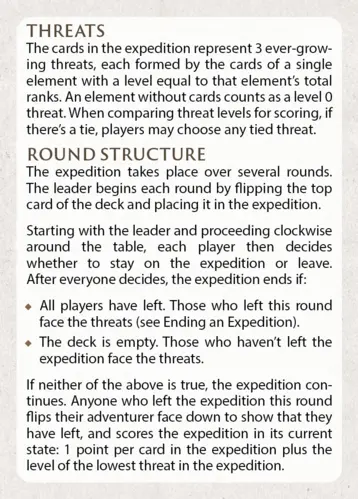 THREATS
The cards in the expedition represent 3 ever-grow-
ing threats, each formed by the cards of a single
element with a level equal to that element's total
ranks. An element without cards counts as a level 0
threat. When comparing threat levels for scoring, if
there's a tie, players may choose any tied threat.
ROUND STRUCTURE
The expedition takes place over several rounds.
The leader begins each round by flipping the top
card of the deck and placing it in the expedition.
Starting with the leader and proceeding clockwise
around the table, each player then decides
whether to stay on the expedition or leave.
After everyone decides, the expedition ends if:
◆ All players have left. Those who left this round
face the threats (see Ending an Expedition).
◆ The deck is empty. Those who haven't left the
expedition face the threats.
If neither of the above is true, the expedition con-
tinues. Anyone who left the expedition this round
flips their adventurer face down to show that they
have left, and scores the expedition in its current
state: 1 point per card in the expedition plus the
level of the lowest threat in the expedition.